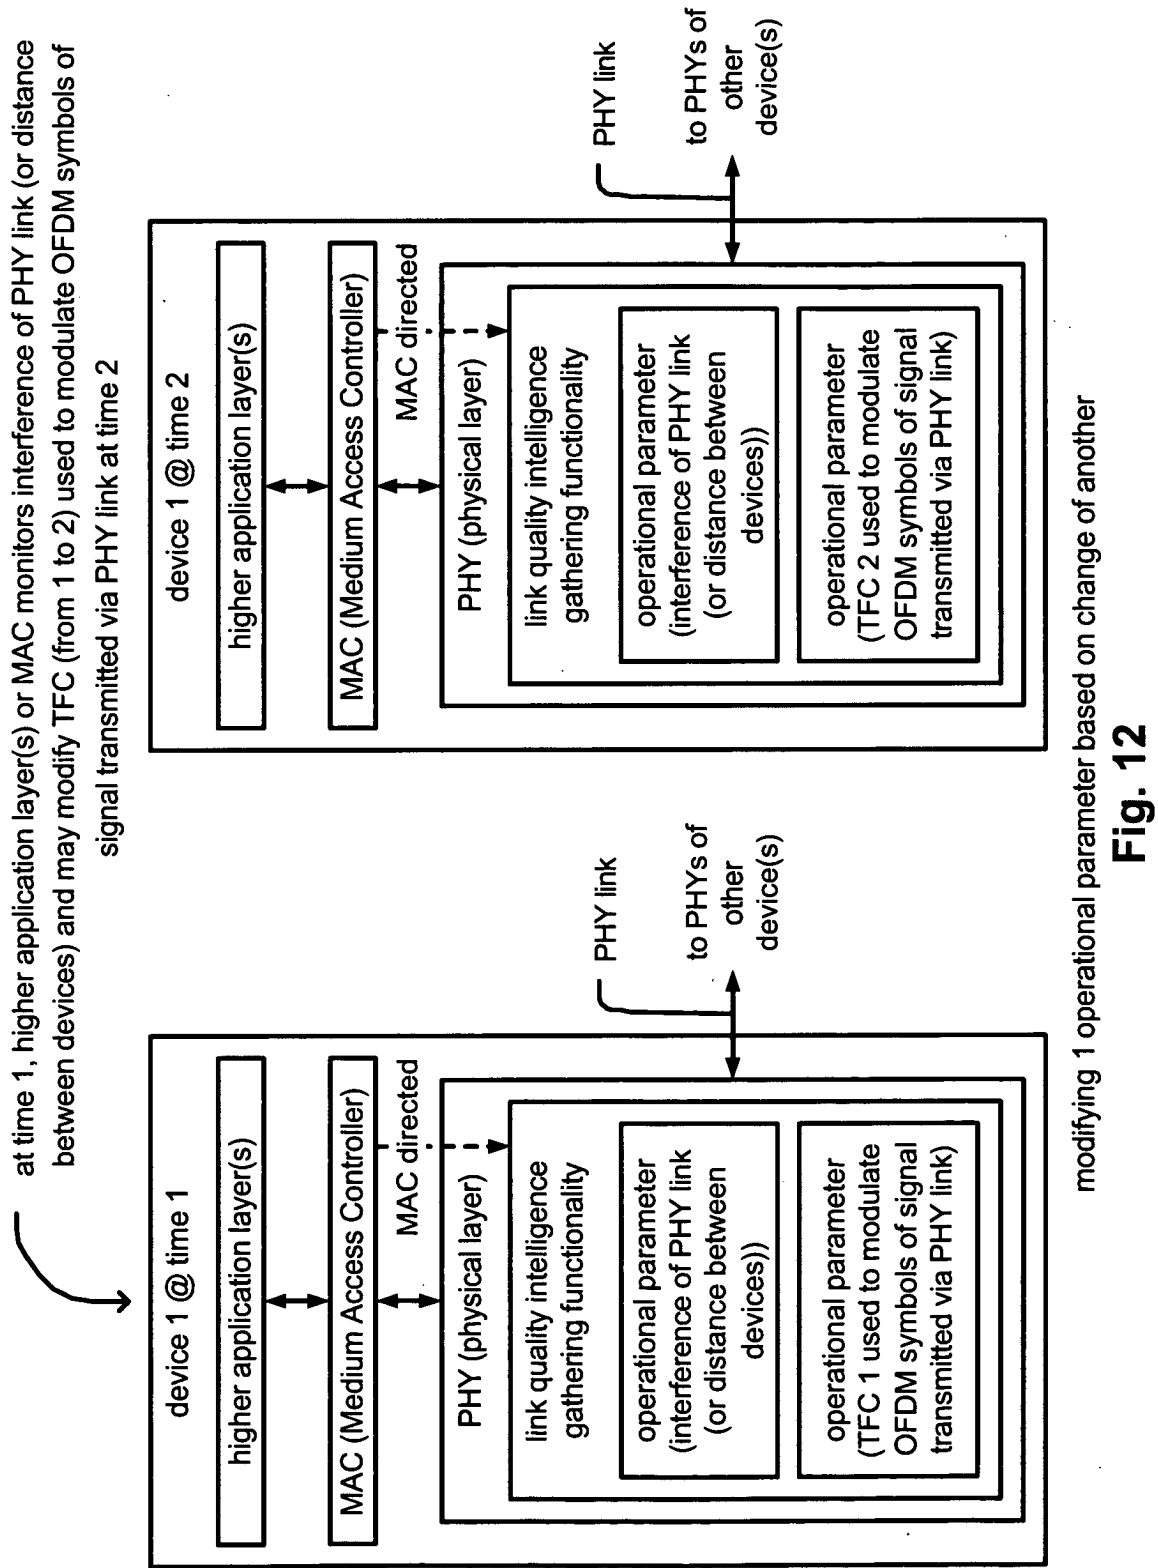 at time 1, higher application layer(s) or MAC monitors interference of PHY link (or distance
between devices) and may modify TFC (from 1 to 2) used to modulate OFDM symbols of
signal transmitted via PHY link at time 2
device 1 @ time 1
higher application layer(s)
MAC (Medium Access Controller)
MAC directed
PHY (physical layer)
link quality intelligence
gathering functionality
operational parameter
(interference of PHY link
(or distance between
devices))
operational parameter
(TFC 1 used to modulate
OFDM symbols of signal
transmitted via PHY link)
PHY link
to PHYs of
other
device(s)
device 1 @ time 2
higher application layer(s)
MAC (Medium Access Controller)
MAC directed
PHY (physical layer)
link quality intelligence
gathering functionality
operational parameter
(interference of PHY link
(or distance between
devices))
operational parameter
(TFC 2 used to modulate
OFDM symbols of signal
transmitted via PHY link)
PHY link
to PHYs of
other
device(s)
modifying 1 operational parameter based on change of another
Fig. 12